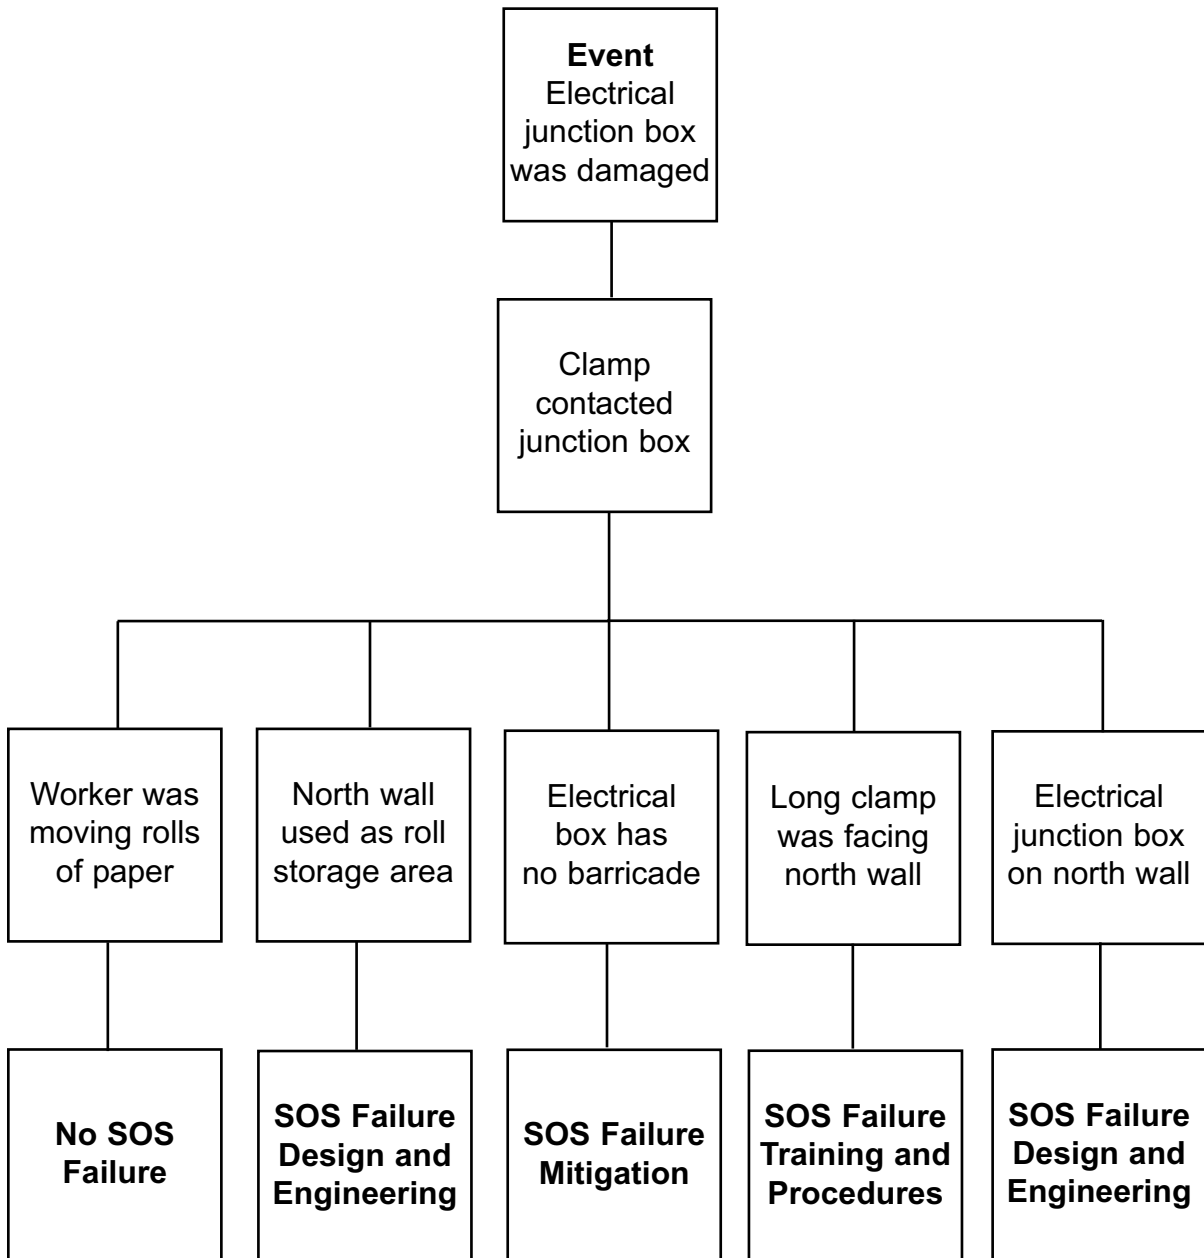 Event
Electrical
junction box
was damaged
Clamp
contacted
junction box
Worker was
moving rolls
of paper
North wall
used as roll
storage area
Electrical
box has
no barricade
Long clamp
was facing
north wall
Electrical
junction box
on north wall
No SOS
Failure
SOS Failure
Design and
Engineering
SOS Failure
Mitigation
SOS Failure
Training and
Procedures
SOS Failure
Design and
Engineering